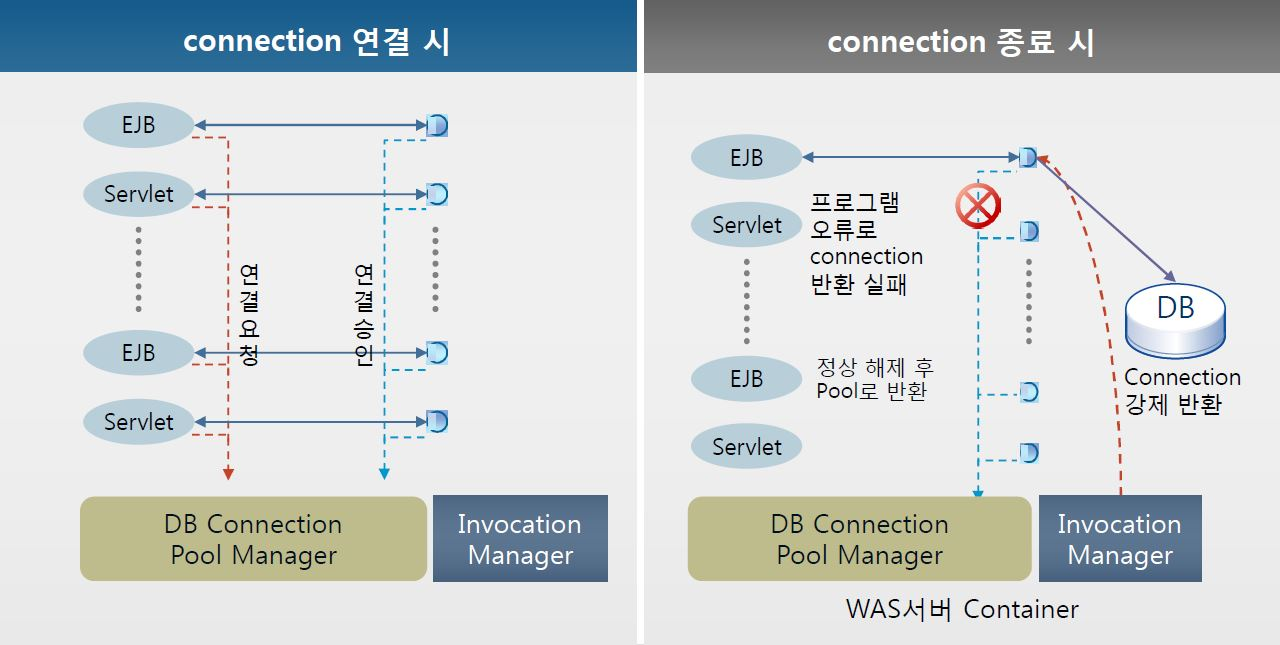 connection 연결 시
EJB
Servlet
연결요청
연결승인
EJB
Servlet
DB Connection
Pool Manager
Invocation
Manager
connection 종료 시
EJB
Servlet
프로그램
오류로
connection
반환 실패
DB
Connection
강제 반환
EJB
정상 해제 후
Pool로 반환
Servlet
DB Connection
Pool Manager
Invocation
Manager
WAS서버 Container